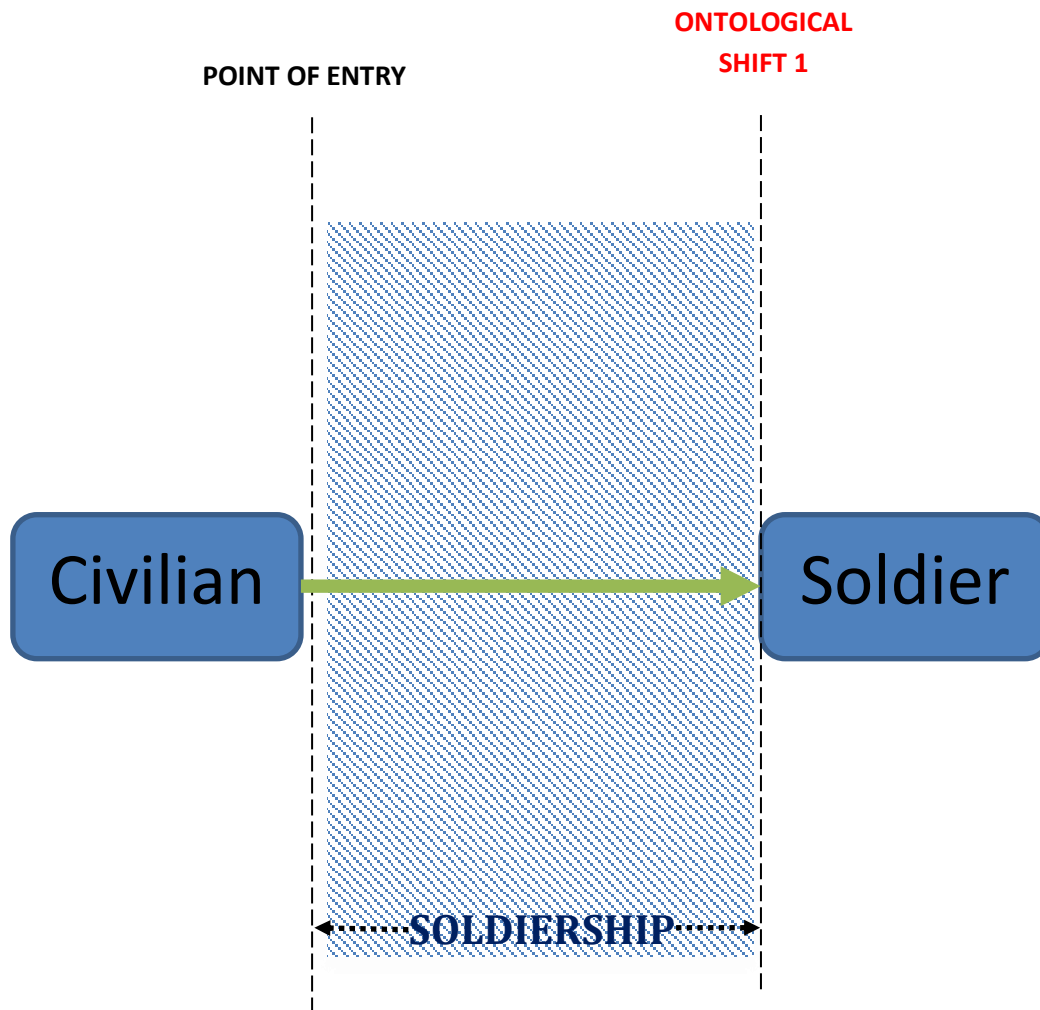 ONTOLOGICAL
SHIFT 1
POINT OF ENTRY
Civilian
Soldier
SOLDIERSHIP